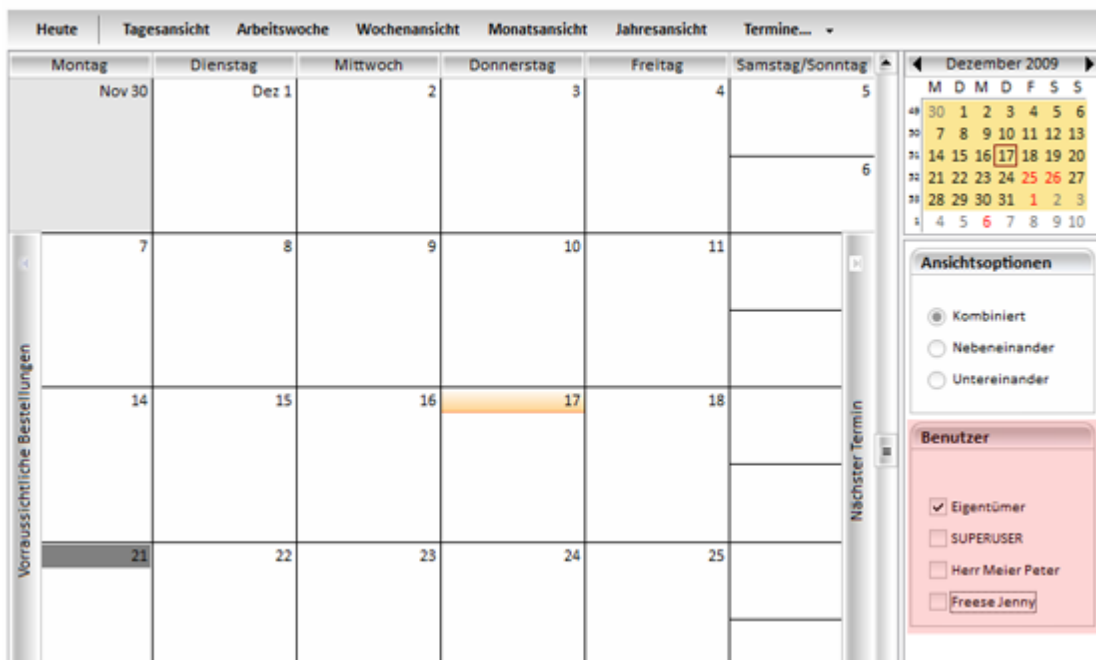 Heute Tagesansicht Arbeitswoche Wochenansicht Monatsansicht Jahresansicht Termine...
Montag Dienstag Mittwoch Donnerstag Freitag Samstag/Sonntag
Nov 30 Dez 1 2 3 4 5
6
7 8 9 10 11
14 15 16 17 18
21 22 23 24 25
Vorraussichtliche Bestellungen
Nächster Termin
Dezember 2009
M D M D F S S
49 30 1 2 3 4 5 6
50 7 8 9 10 11 12 13
51 14 15 16 17 18 19 20
52 21 22 23 24 25 26 27
53 28 29 30 31 1 2 3
1 4 5 6 7 8 9 10
Ansichtsoptionen
Kombiniert
Nebeneinander
Untereinander
Benutzer
Eigentümer
SUPERUSER
Herr Meier Peter
Freese Jenny